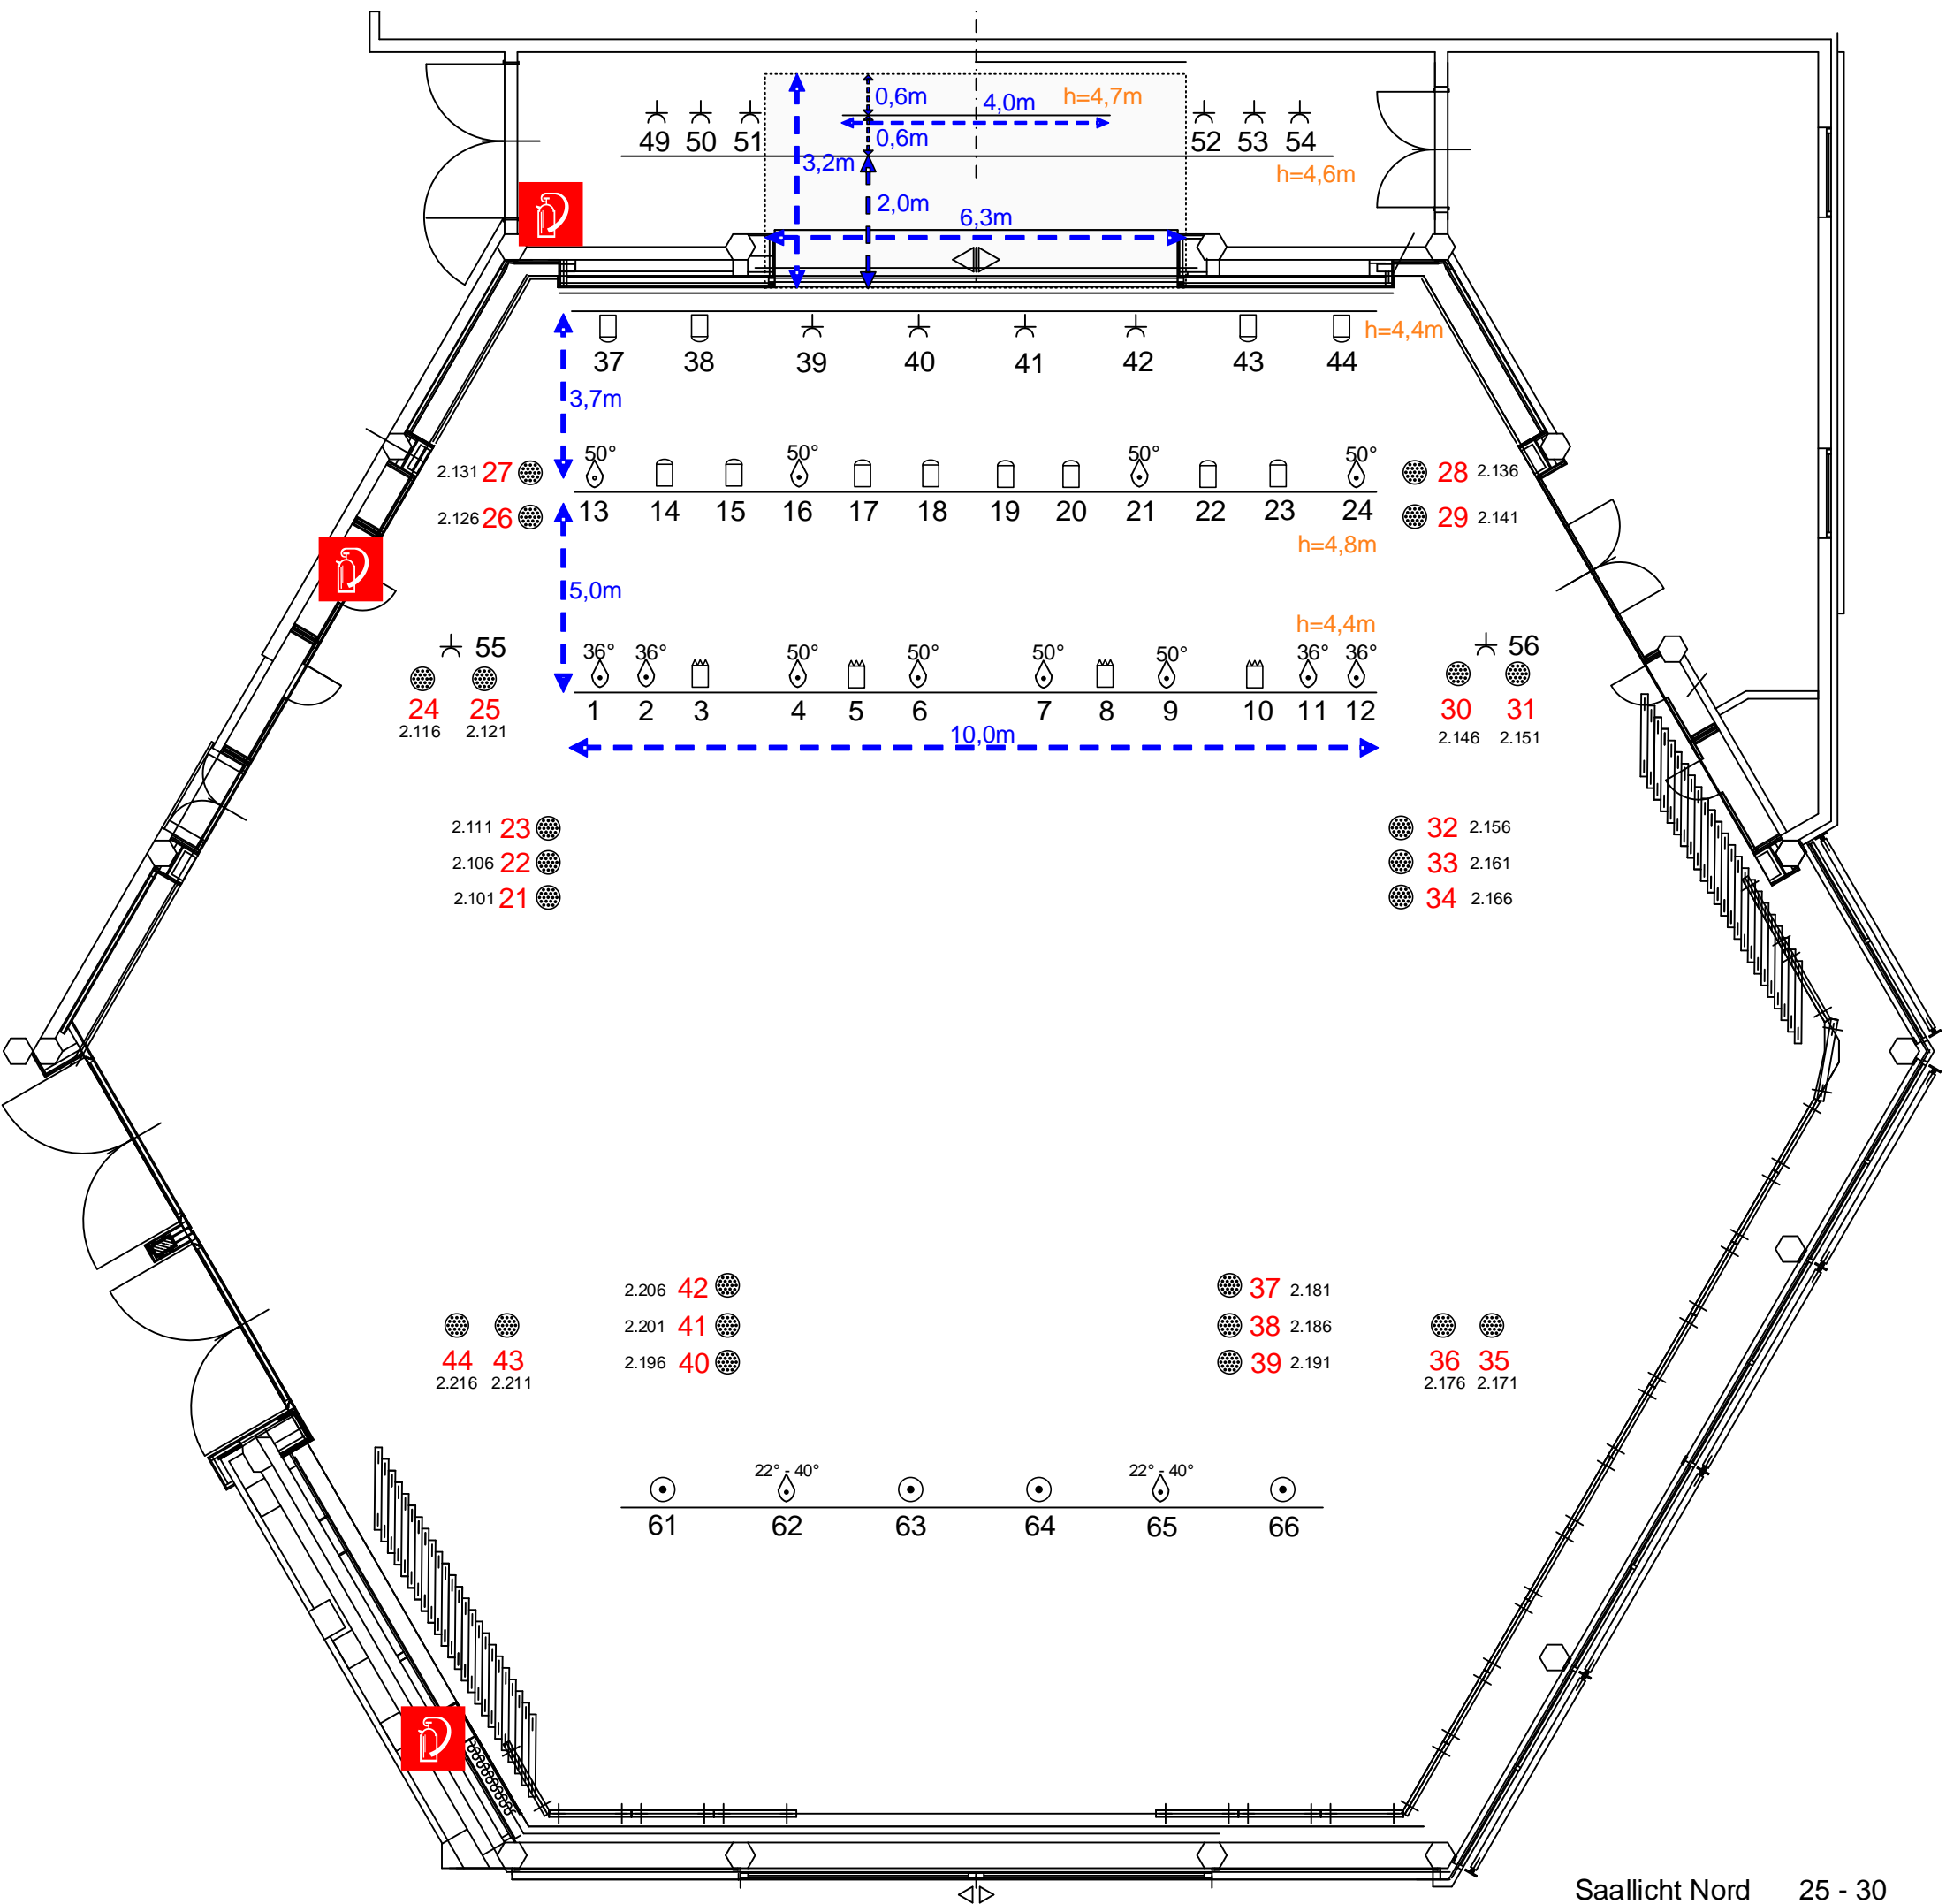 0,6m 4,0m h=4,7m
49 50 51 0,6m 52 53 54
3,2m h=4,6m
2,0m
6,3m
h=4,4m
37 38 39 40 41 42 43 44
3,7m
50° 50° 50° 50°
2.131 27 28 2.136
13 14 15 16 17 18 19 20 21 22 23 24
2.126 26 29 2.141
h=4,8m
5,0m
h=4,4m
55 56
36° 36° 50° 50° 50° 50° 36° 36°
24 25 1 2 3 4 5 6 7 8 9 10 11 12 30 31
2.116 2.121 2.146 2.151
10,0m
2.111 23 32 2.156
2.106 22 33 2.161
2.101 21 34 2.166
2.206 42 37 2.181
2.201 41 38 2.186
44 43 2.196 40 39 2.191 36 35
2.216 2.211 2.176 2.171
22° - 40° 22° - 40°
61 62 63 64 65 66
Saallicht Nord 25 - 30